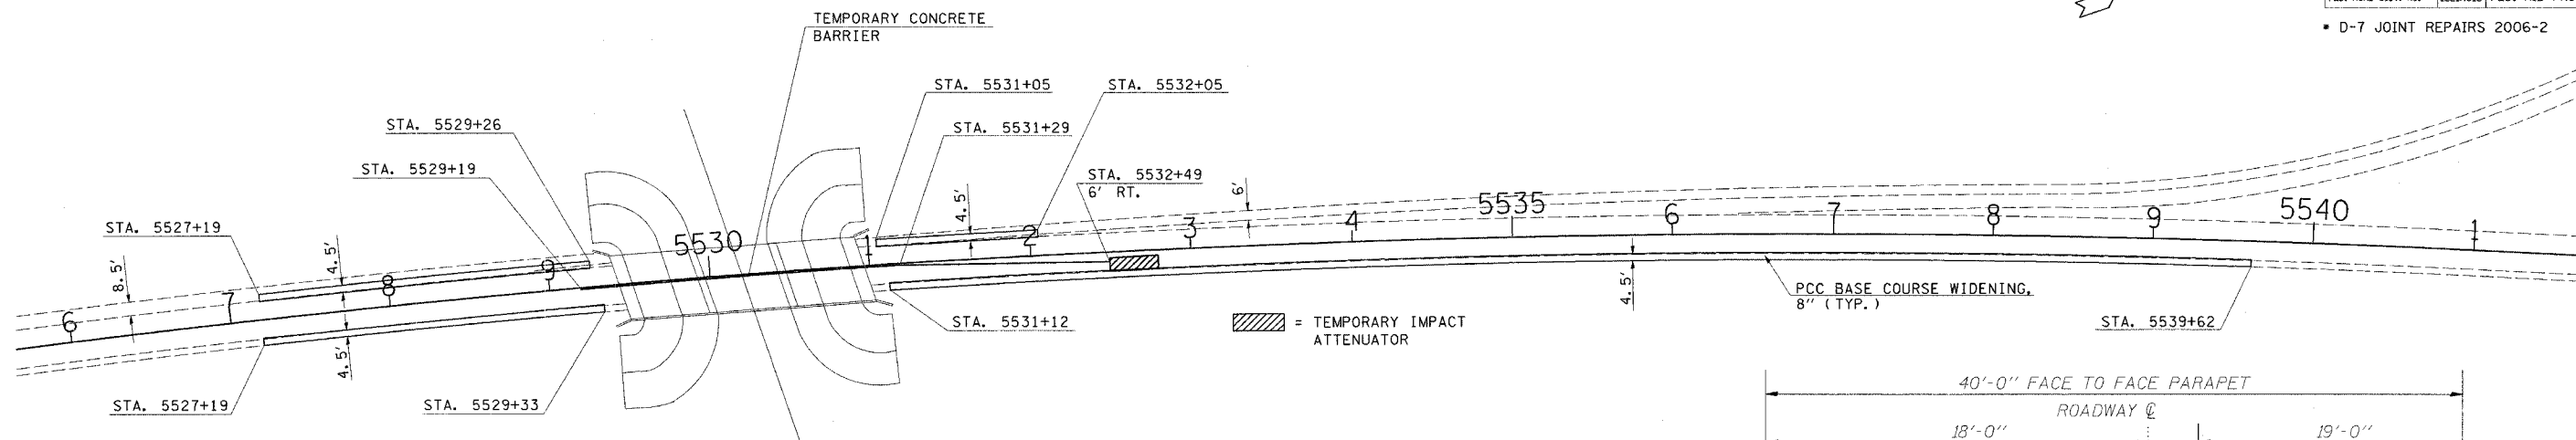 TEMPORARY CONCRETE
BARRIER
* D-7 JOINT REPAIRS 2006-2
STA. 5531+05
STA. 5532+05
STA. 5529+26
STA. 5531+29
STA. 5529+19
STA. 5532+49
6' RT.
STA. 5527+19
8.5'
4.5'
4.5'
6'
6
7
8
9
5530
1
2
3
4
5535
6
7
8
9
5540
1
4.5'
4.5'
PCC BASE COURSE WIDENING,
8" (TYP.)
STA. 5531+12
= TEMPORARY IMPACT
ATTENUATOR
STA. 5539+62
STA. 5527+19
STA. 5529+33
40'-0" FACE TO FACE PARAPET
ROADWAY ℄
18'-0"
19'-0"